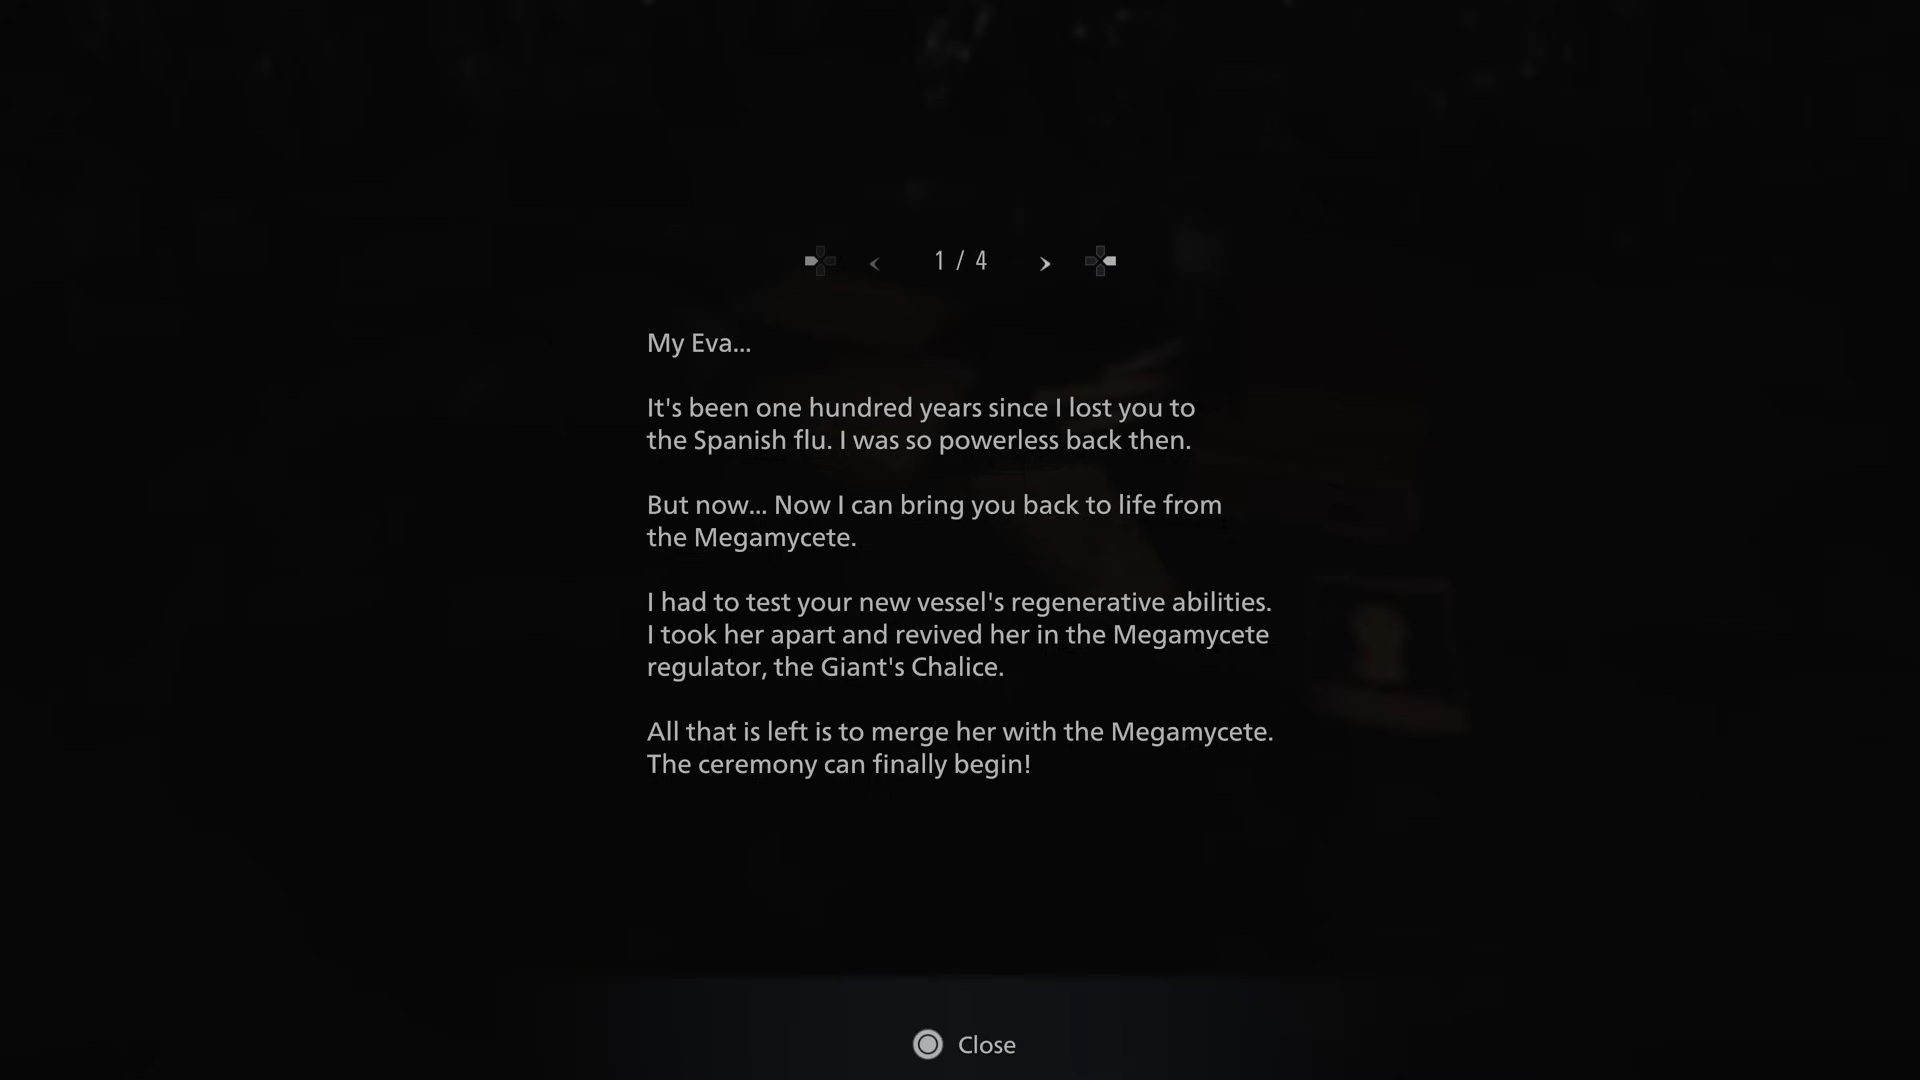 1 / 4
My Eva...
It's been one hundred years since I lost you to
the Spanish flu. I was so powerless back then.
But now... Now I can bring you back to life from
the Megamycete.
I had to test your new vessel's regenerative abilities.
I took her apart and revived her in the Megamycete
regulator, the Giant's Chalice.
All that is left is to merge her with the Megamycete.
The ceremony can finally begin!
Close